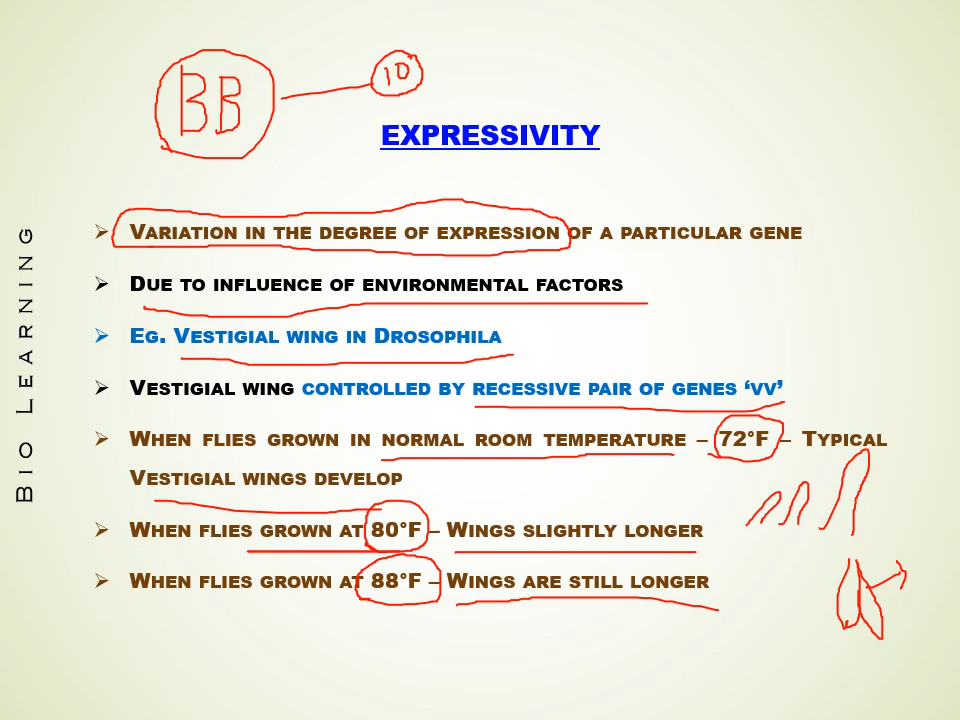 BB
10
EXPRESSIVITY
VARIATION IN THE DEGREE OF EXPRESSION OF A PARTICULAR GENE
DUE TO INFLUENCE OF ENVIRONMENTAL FACTORS
EG. VESTIGIAL WING IN DROSOPHILA
VESTIGIAL WING CONTROLLED BY RECESSIVE PAIR OF GENES ‘VV’
WHEN FLIES GROWN IN NORMAL ROOM TEMPERATURE – 72°F – TYPICAL
VESTIGIAL WINGS DEVELOP
WHEN FLIES GROWN AT 80°F – WINGS SLIGHTLY LONGER
WHEN FLIES GROWN AT 88°F – WINGS ARE STILL LONGER
BIO LEARNING